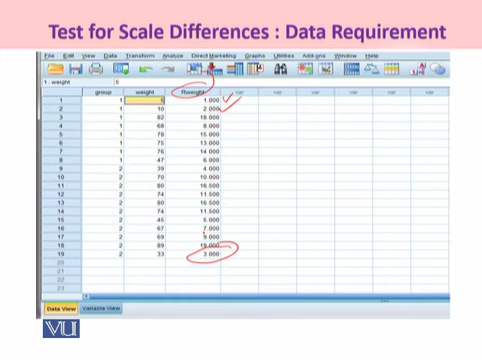 Test for Scale Differences : Data Requirement
File Edit View Data Transform Analyze Direct Marketing Graphs Utilities Add-ons Window Help
1 : weight 5
group weight Rweight var var var var var var var
1 1 5 1.000
2 1 10 2.000
3 1 82 18.000
4 1 68 8.000
5 1 78 15.000
6 1 75 13.000
7 1 76 14.000
8 1 47 6.000
9 2 39 4.000
10 2 70 10.000
11 2 80 16.500
12 2 74 11.500
13 2 80 16.500
14 2 74 11.500
15 2 45 5.000
16 2 67 7.000
17 2 69 9.000
18 2 89 19.000
19 2 33 3.000
20
21
22
23
Data View Variable View
VU